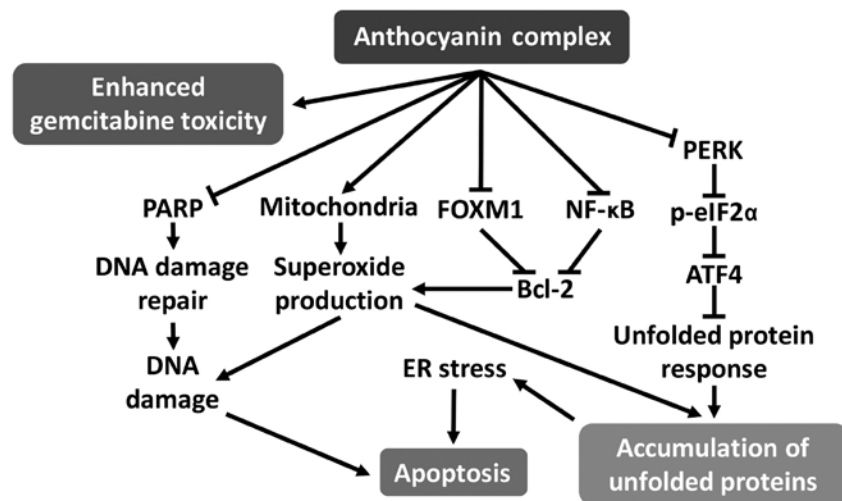 Anthocyanin complex
Enhanced
gemcitabine toxicity
PERK
PARP
Mitochondria
FOXM1
NF-κB
p-eIF2α
DNA damage
repair
Superoxide
production
Bcl-2
ATF4
Unfolded protein
response
DNA
damage
ER stress
Apoptosis
Accumulation of
unfolded proteins